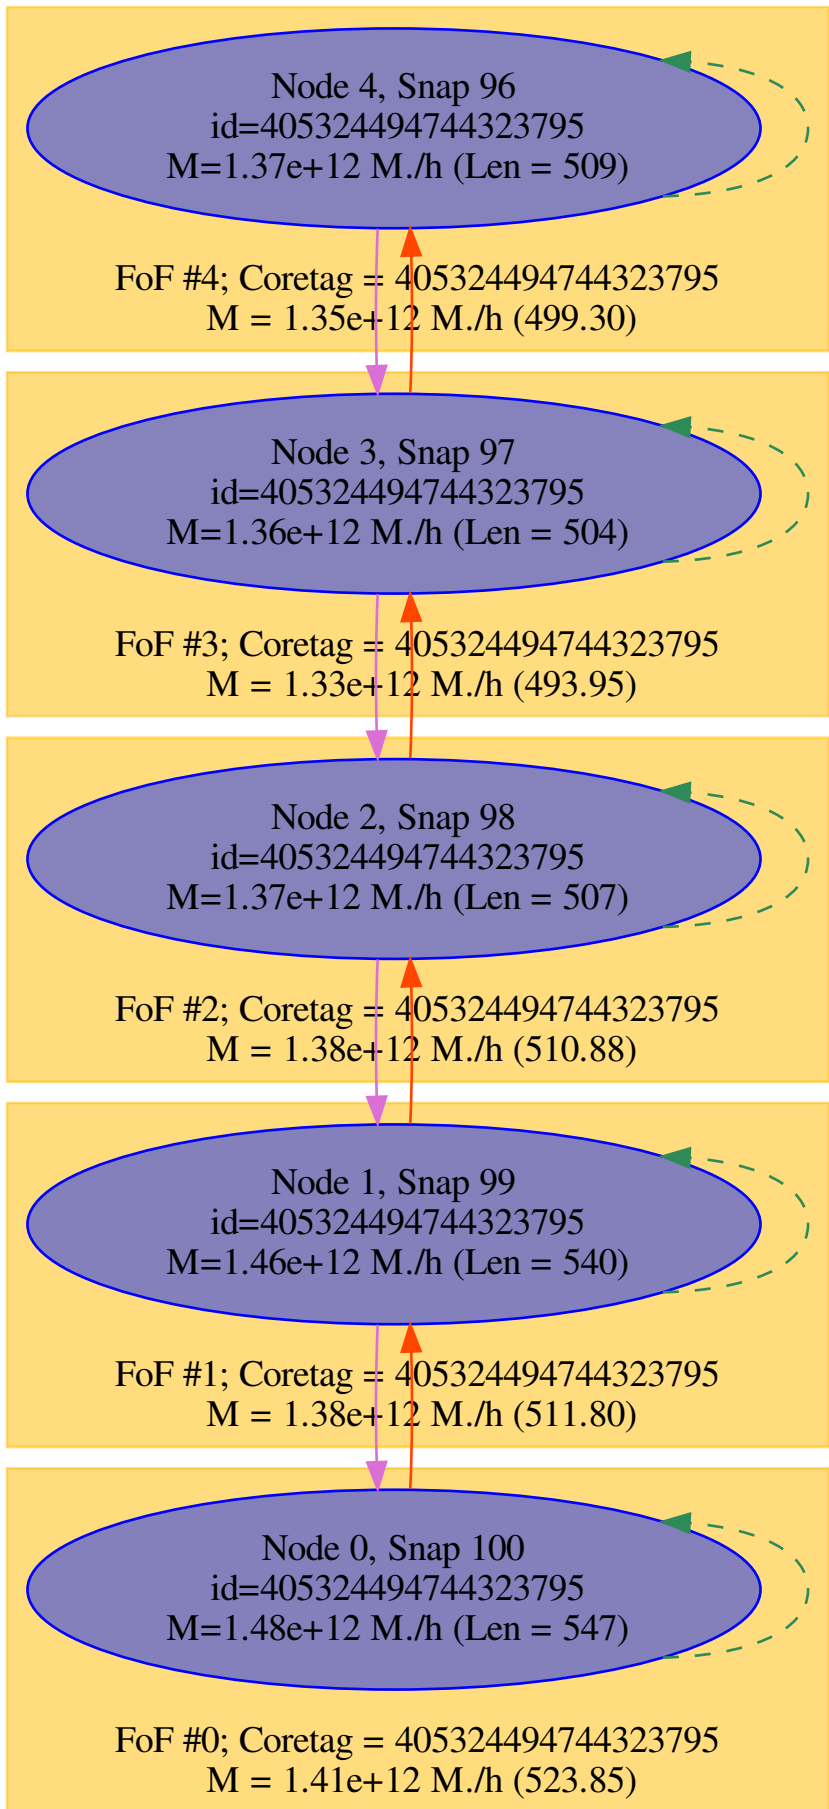 Node 4, Snap 96
id=405324494744323795
M=1.37e+12 M./h (Len = 509)
FoF #4; Coretag = 405324494744323795
M = 1.35e+12 M./h (499.30)
Node 3, Snap 97
id=405324494744323795
M=1.36e+12 M./h (Len = 504)
FoF #3; Coretag = 405324494744323795
M = 1.33e+12 M./h (493.95)
Node 2, Snap 98
id=405324494744323795
M=1.37e+12 M./h (Len = 507)
FoF #2; Coretag = 405324494744323795
M = 1.38e+12 M./h (510.88)
Node 1, Snap 99
id=405324494744323795
M=1.46e+12 M./h (Len = 540)
FoF #1; Coretag = 405324494744323795
M = 1.38e+12 M./h (511.80)
Node 0, Snap 100
id=405324494744323795
M=1.48e+12 M./h (Len = 547)
FoF #0; Coretag = 405324494744323795
M = 1.41e+12 M./h (523.85)